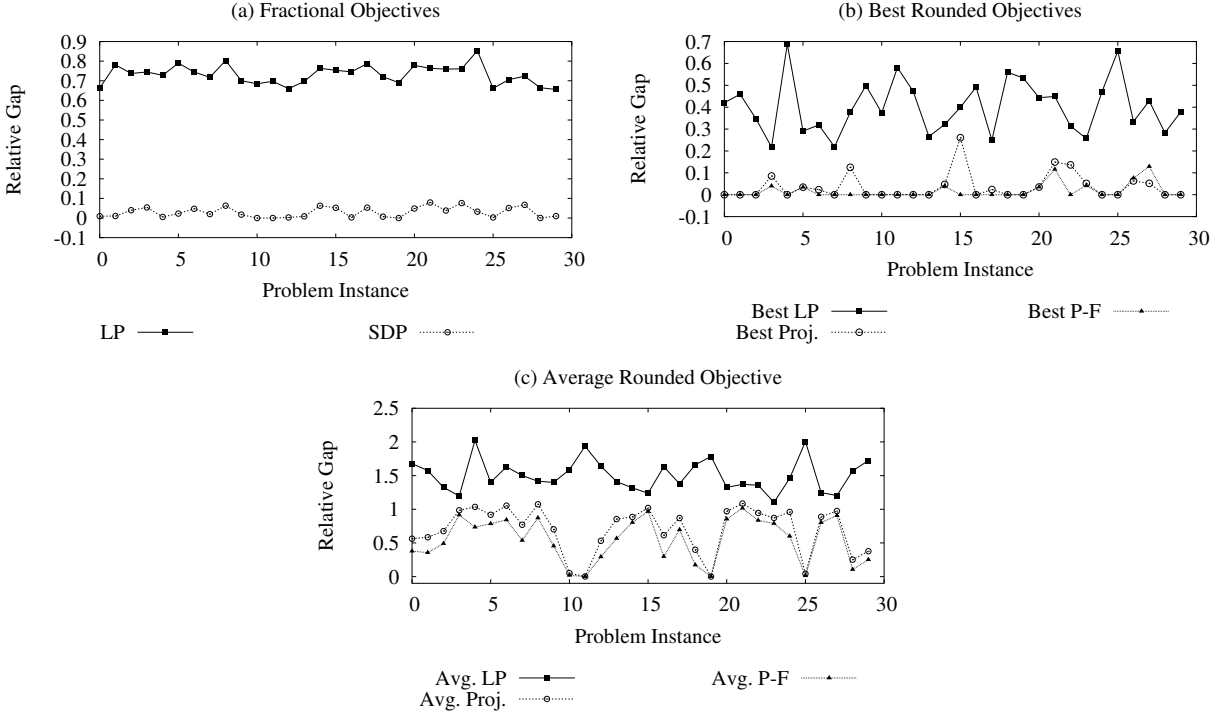 (a) Fractional Objectives
0.9
0.8
0.7
0.6
0.5
0.4
0.3
0.2
0.1
0
-0.1
Relative Gap
0 5 10 15 20 25 30
Problem Instance
LP SDP
(b) Best Rounded Objectives
0.7
0.6
0.5
0.4
0.3
0.2
0.1
0
-0.1
Relative Gap
0 5 10 15 20 25 30
Problem Instance
Best LP Best P-F
Best Proj.
(c) Average Rounded Objective
2.5
2
1.5
1
0.5
0
Relative Gap
0 5 10 15 20 25 30
Problem Instance
Avg. LP Avg. P-F
Avg. Proj.